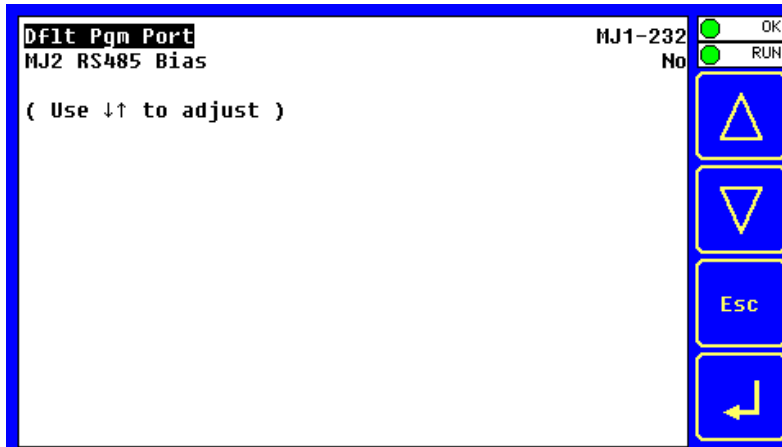 Dflt Pgm Port MJ1-232
MJ2 RS485 Bias No
( Use ↓↑ to adjust )
OK
RUN
Esc